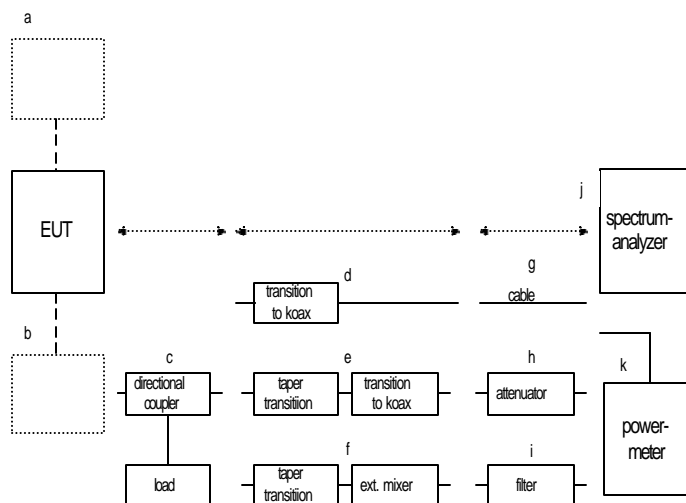 a
j
EUT
spectrum-
analyzer
d
g
transition
to koax
cable
b
c
e
h
k
directional
coupler
taper
transitiion
transition
to koax
attenuator
power-
meter
f
i
load
taper
transitiion
ext. mixer
filter